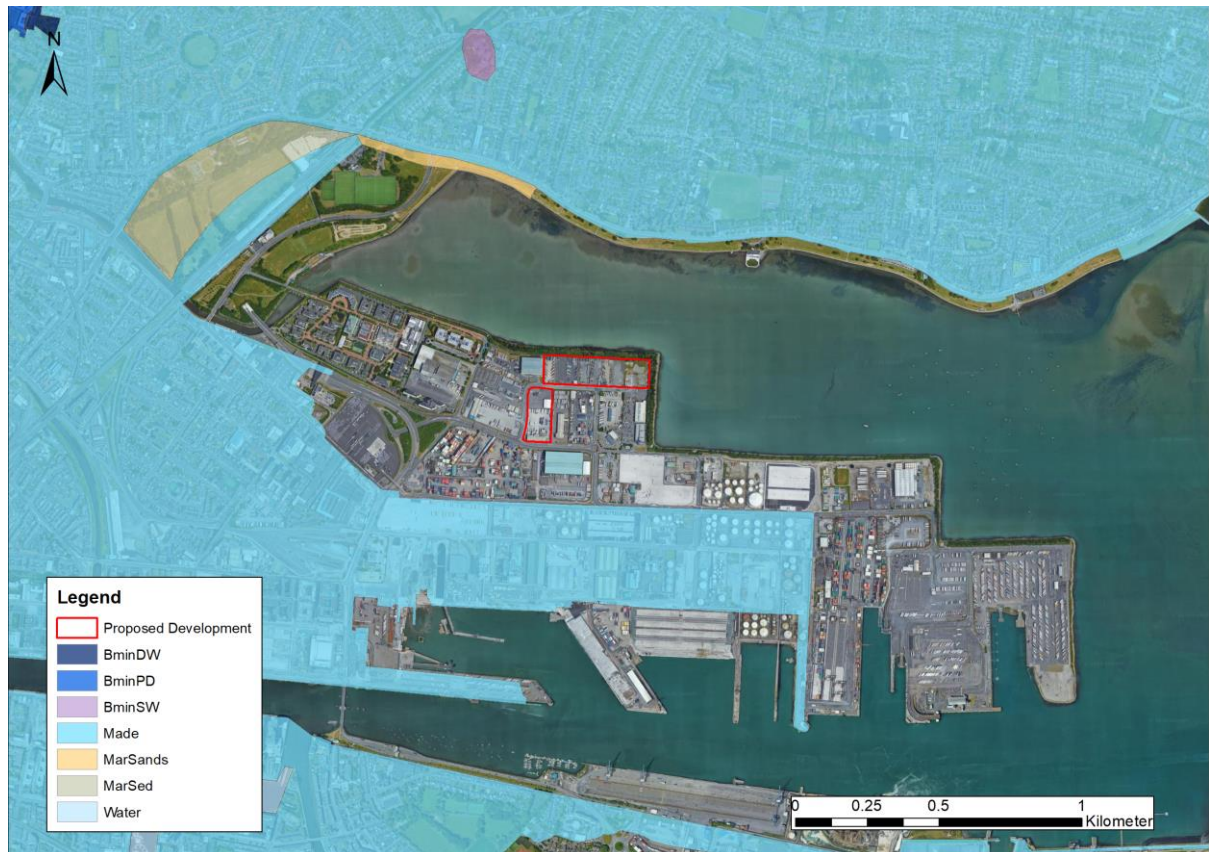 N
Legend
Proposed Development
BminDW
BminPD
BminSW
Made
MarSands
MarSed
Water
0 0.25 0.5 1
Kilometer